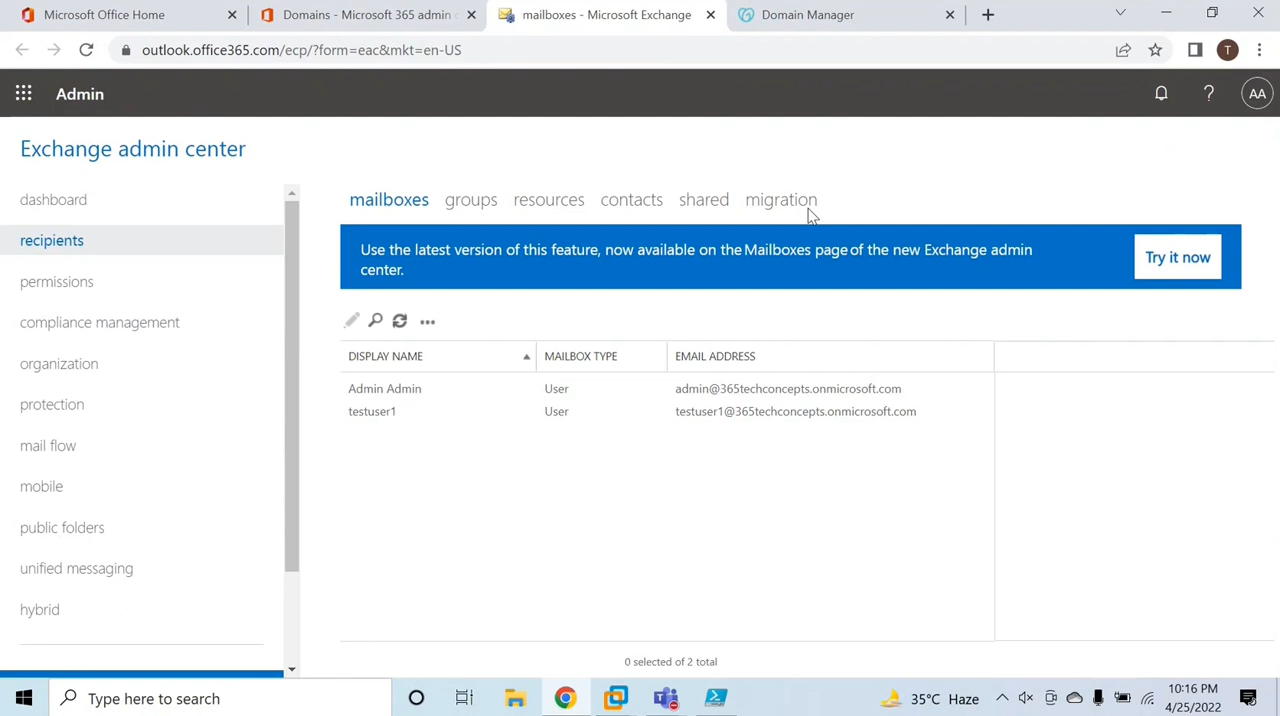 Microsoft Office Home
Domains - Microsoft 365 admin c
mailboxes - Microsoft Exchange
Domain Manager
outlook.office365.com/ecp/?form=eac&mkt=en-US
T
Admin
?
AA
Exchange admin center
dashboard
recipients
permissions
compliance management
organization
protection
mail flow
mobile
public folders
unified messaging
hybrid
mailboxes groups resources contacts shared migration
Use the latest version of this feature, now available on the Mailboxes page of the new Exchange admin
center.
Try it now
DISPLAY NAME MAILBOX TYPE EMAIL ADDRESS
Admin Admin User admin@365techconcepts.onmicrosoft.com
testuser1 User testuser1@365techconcepts.onmicrosoft.com
0 selected of 2 total
Type here to search
35°C Haze
10:16 PM
4/25/2022